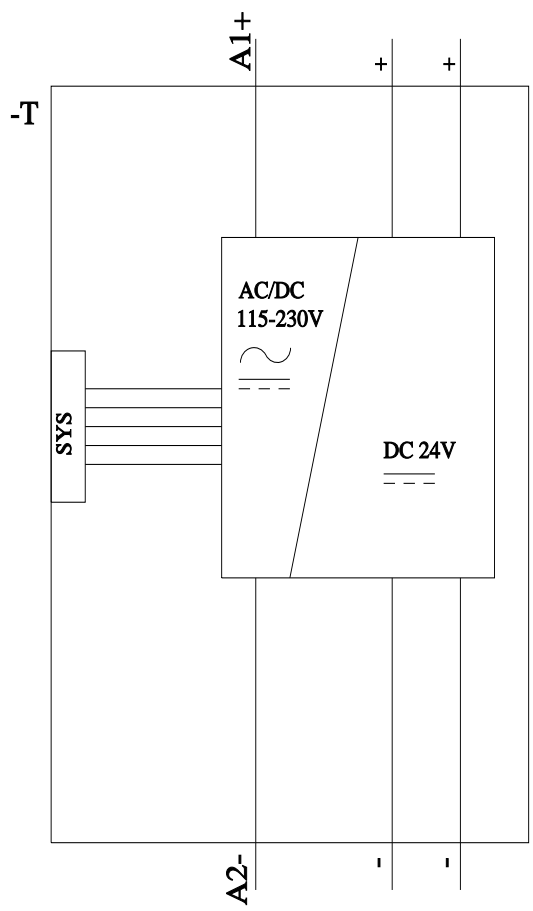 A1+
+
+
-T
AC/DC
115-230V
SYS
DC 24V
A2-
-
-